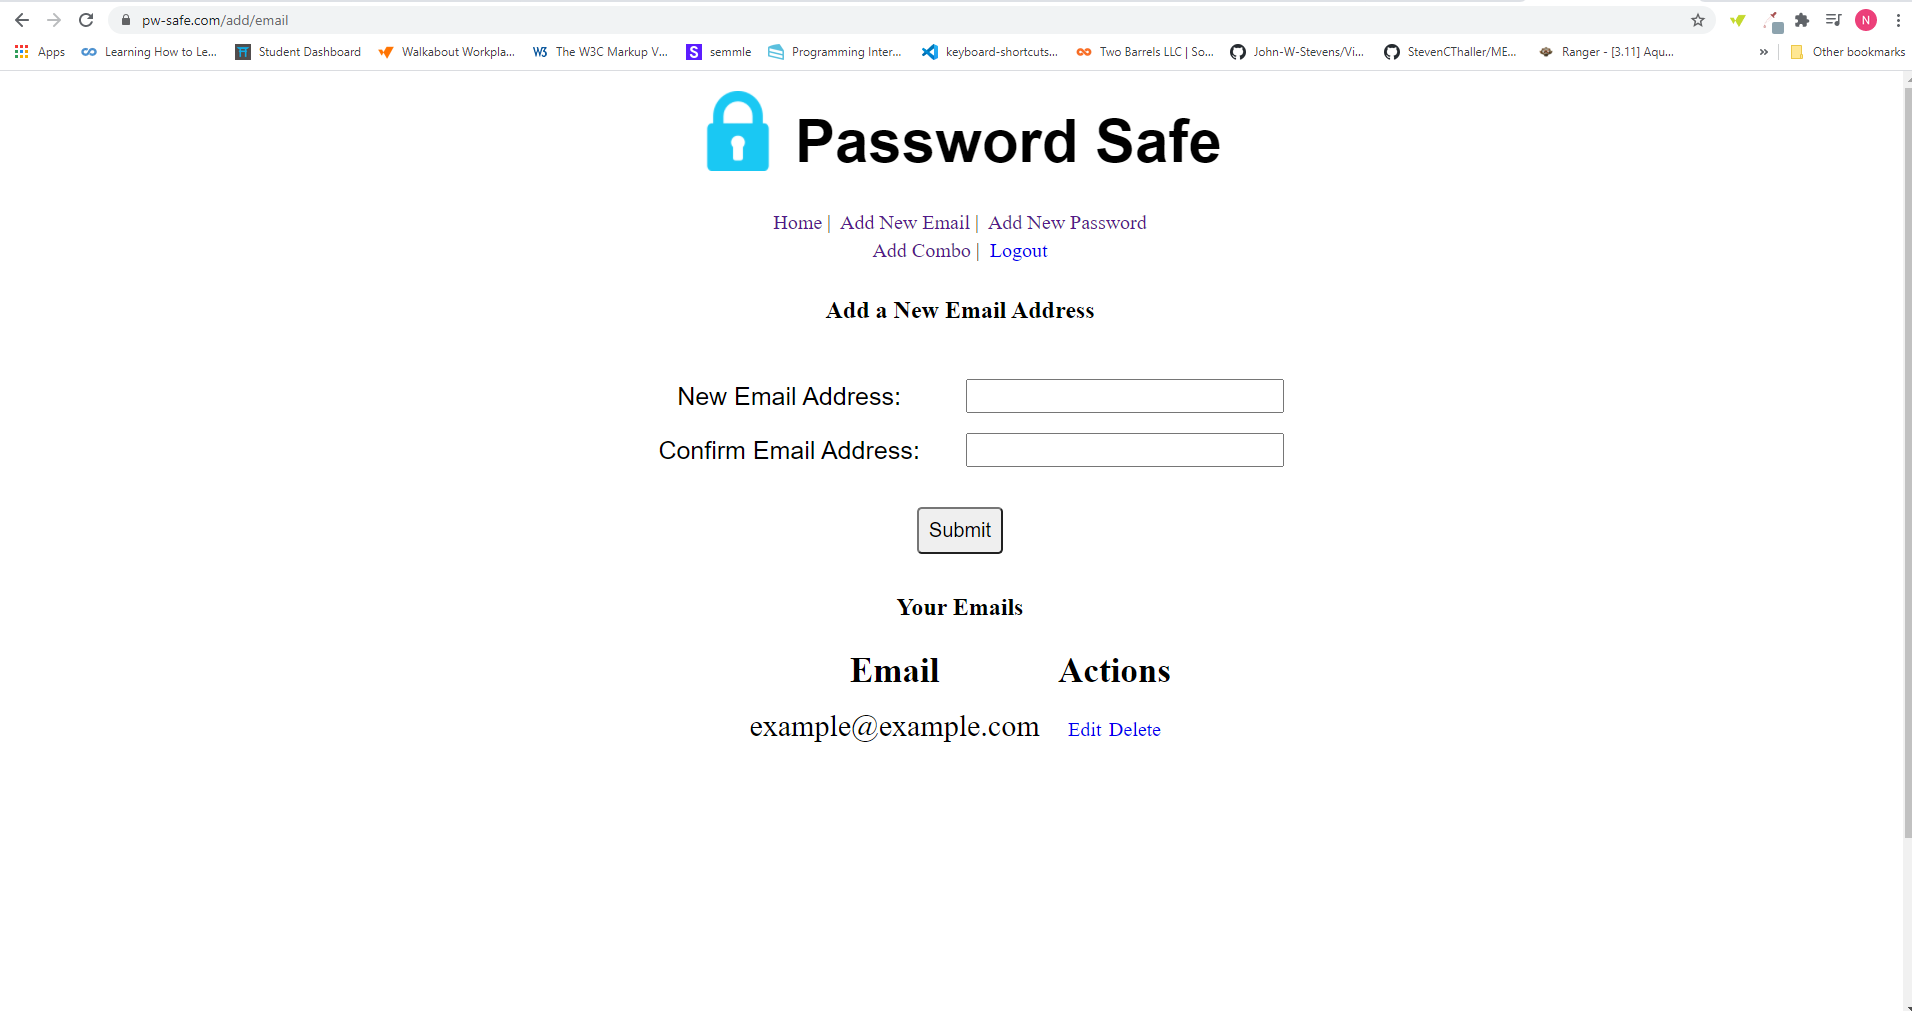 pw-safe.com/add/email
N
Apps Learning How to Le... Student Dashboard Walkabout Workpla... W3 The W3C Markup V... S semmle Programming Inter... keyboard-shortcuts... Two Barrels LLC | So... John-W-Stevens/Vi... StevenCThaller/ME... Ranger - [3.11] Aqu... » Other bookmarks
Password Safe
Home | Add New Email | Add New Password
Add Combo | Logout
Add a New Email Address
New Email Address:
Confirm Email Address:
Submit
Your Emails
Email Actions
example@example.com Edit Delete